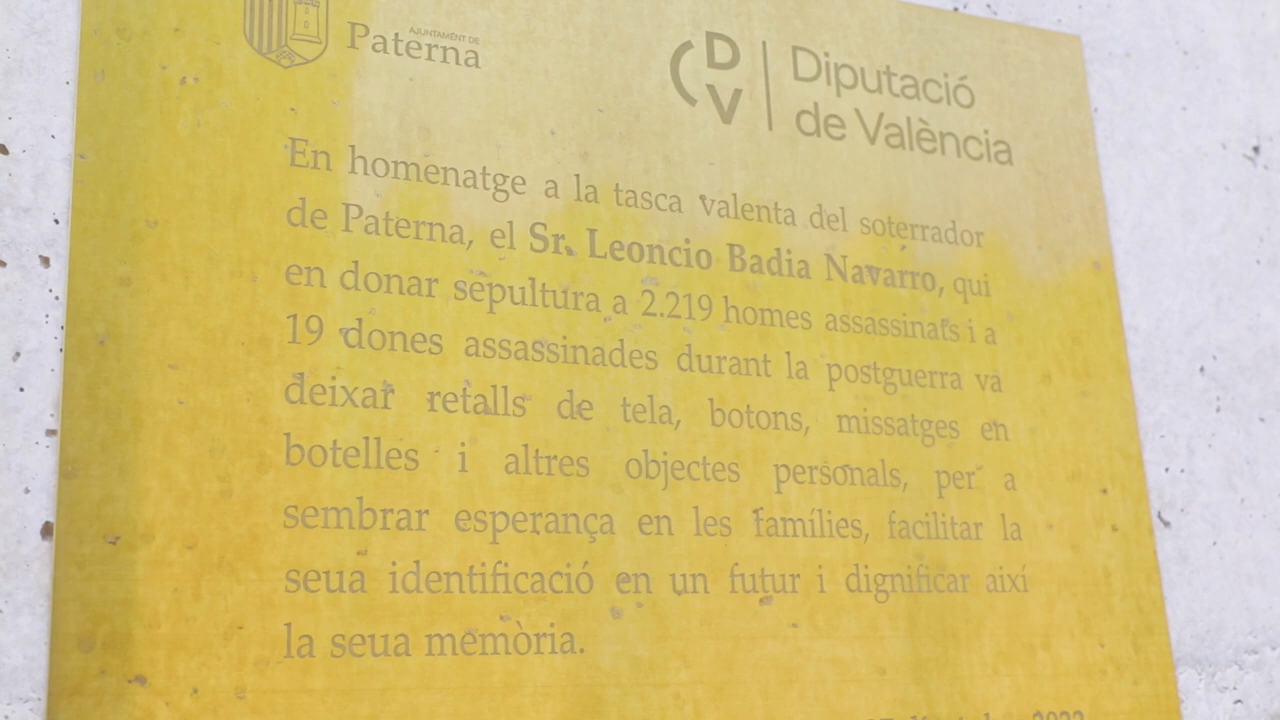 AJUNTAMENT DE
Paterna
DV
Diputació
de València
En homenatge a la tasca valenta del soterrador
de Paterna, el Sr. Leoncio Badia Navarro, qui
en donar sepultura a 2.219 homes assassinats i a
19 dones assassinades durant la postguerra va
deixar retalls de tela, botons, missatges en
botelles i altres objectes personals, per a
sembrar esperança en les famílies, facilitar la
seua identificació en un futur i dignificar així
la seua memòria.